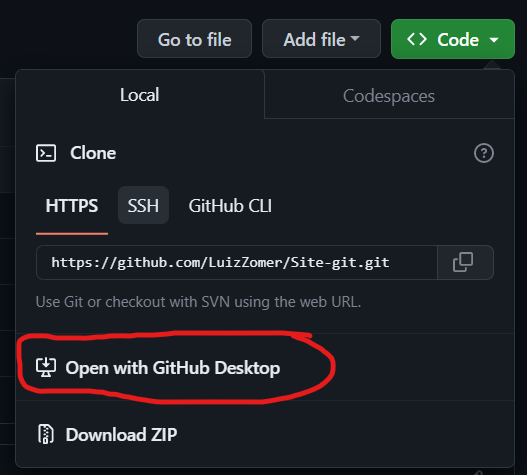 Go to file Add file Code
Local Codespaces
Clone
HTTPS SSH GitHub CLI
https://github.com/LuizZomer/Site-git.git
Use Git or checkout with SVN using the web URL.
Open with GitHub Desktop
Download ZIP